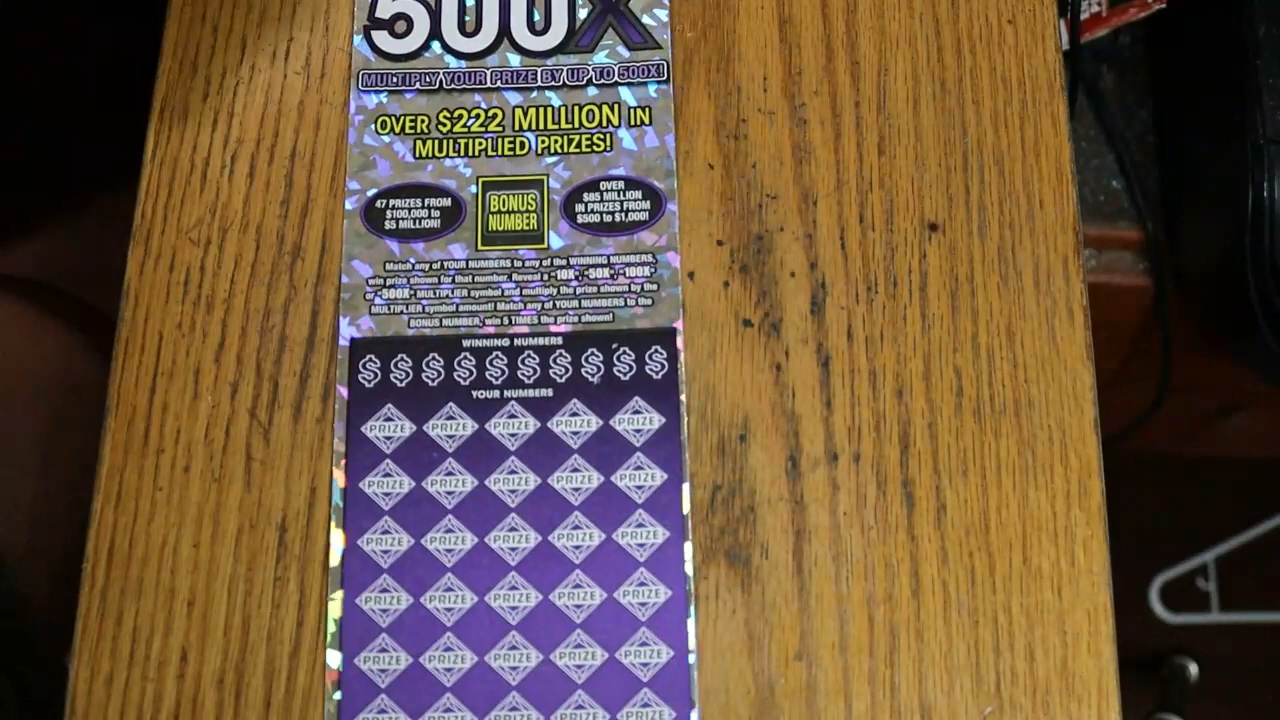 500X
MULTIPLY YOUR PRIZE BY UP TO 500X!
OVER $222 MILLION IN
MULTIPLIED PRIZES!
47 PRIZES FROM
$100,000 to
$5 MILLION!
BONUS
NUMBER
OVER
$85 MILLION
IN PRIZES FROM
$500 to $1,000!
Match any of YOUR NUMBERS to any of the WINNING NUMBERS,
win prize shown for that number. Reveal a "10X", "50X", "100X"
or "500X" MULTIPLIER symbol and multiply the prize shown by the
MULTIPLIER symbol amount! Match any of YOUR NUMBERS to the
BONUS NUMBER, win 5 TIMES the prize shown!
WINNING NUMBERS
$ $ $ $ $ $ $ $ $ $
YOUR NUMBERS
PRIZE PRIZE PRIZE PRIZE PRIZE
PRIZE PRIZE PRIZE PRIZE PRIZE
PRIZE PRIZE PRIZE PRIZE PRIZE
PRIZE PRIZE PRIZE PRIZE PRIZE
PRIZE PRIZE PRIZE PRIZE PRIZE
PRIZE PRIZE PRIZE PRIZE PRIZE